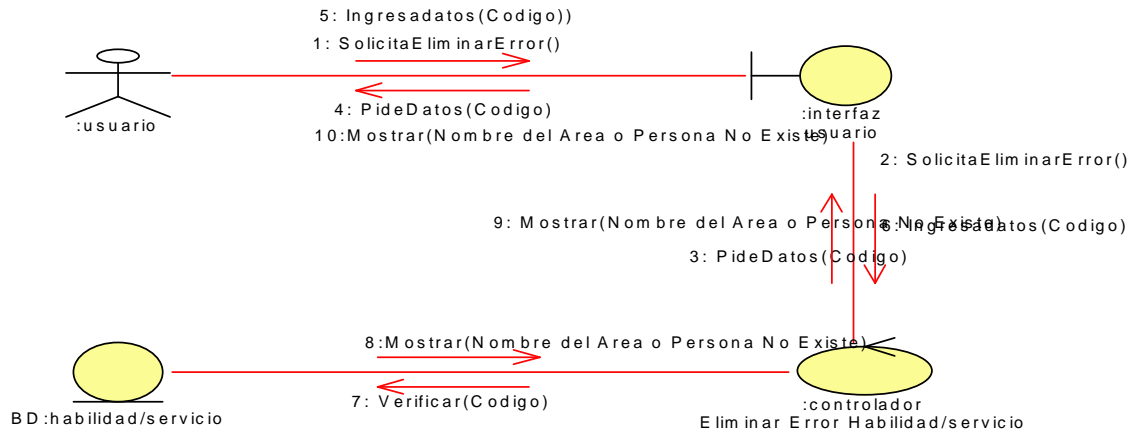 5: Ingresadatos(Codigo))
1: SolicitaEliminarError()
4: PideDatos(Codigo)
:usuario
10:Mostrar(Nombre del Area o Persona No Existe)
:interfaz
usuario
2: SolicitaEliminarError()
9: Mostrar(Nombre del Area o Persona No Existe)
6: Ingresadatos(Codigo)
3: PideDatos(Codigo)
8:Mostrar(Nombre del Area o Persona No Existe)
7: Verificar(Codigo)
BD:habilidad/servicio
:controlador
Eliminar Error Habilidad/servicio